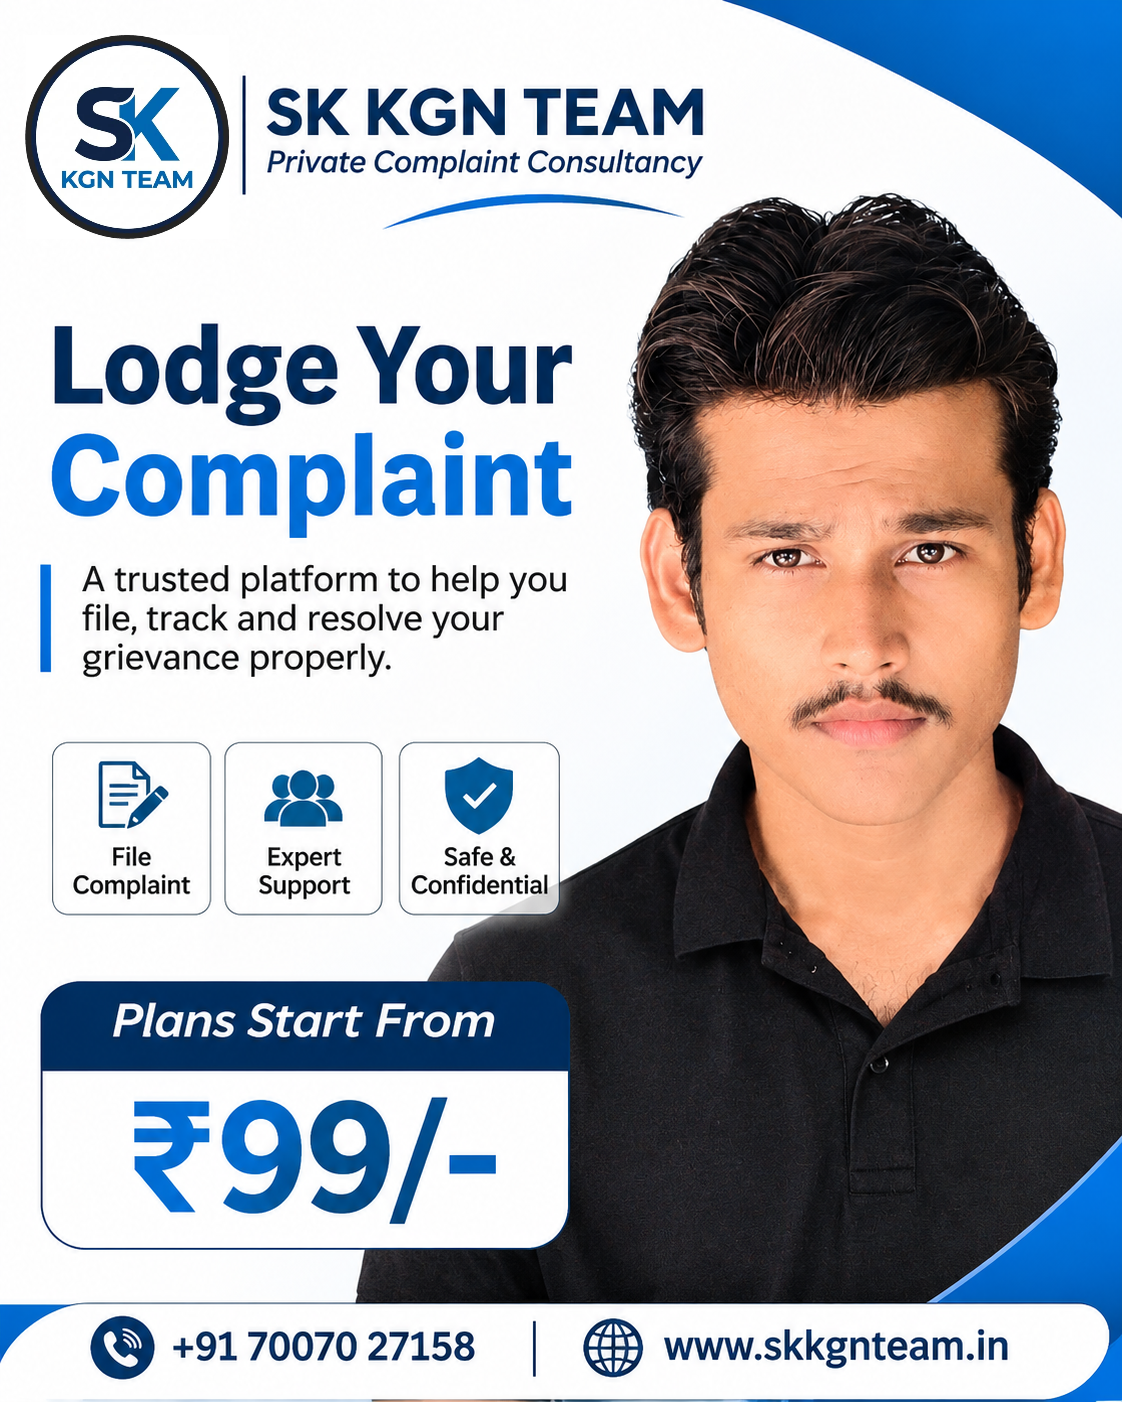 SK
KGN TEAM
SK KGN TEAM
Private Complaint Consultancy
Lodge Your
Complaint
A trusted platform to help you
file, track and resolve your
grievance properly.
File
Complaint
Expert
Support
Safe &
Confidential
Plans Start From
₹99/-
+91 70070 27158
www.skkgnteam.in